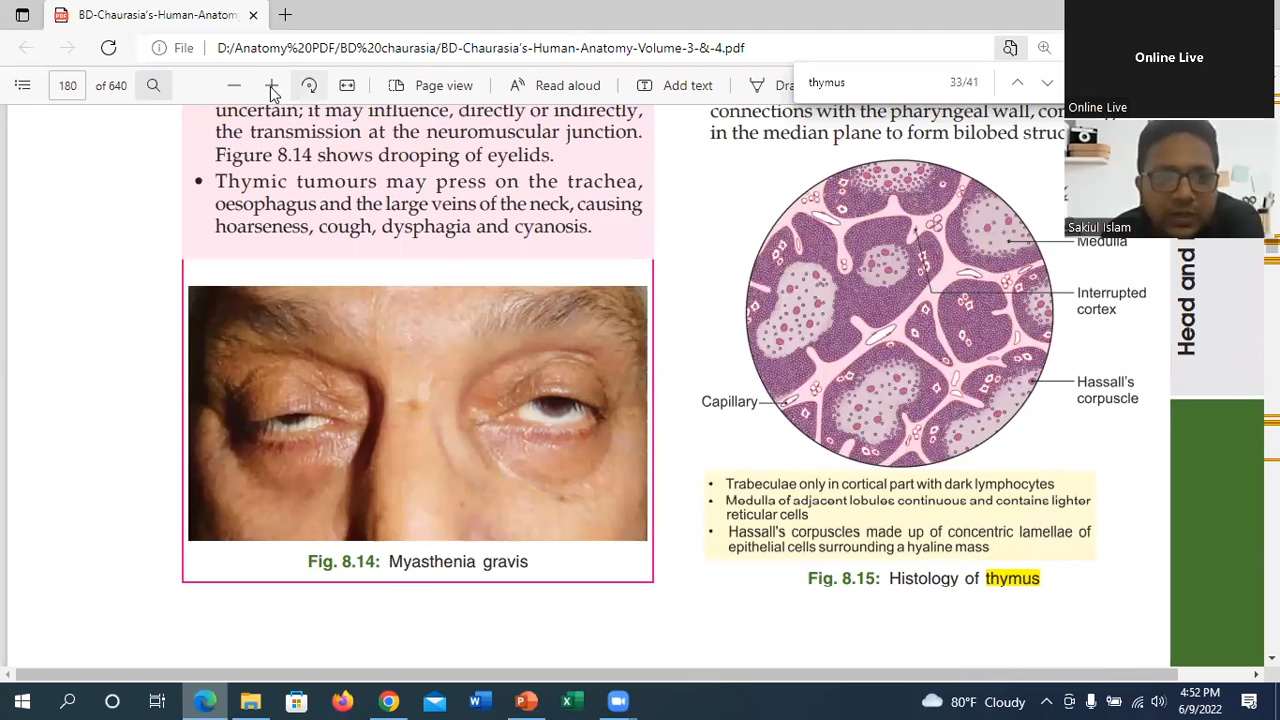 BD-Chaurasia's-Human-Anatom
File
D:/Anatomy%20PDF/BD%20chaurasia/BD-Chaurasia's-Human-Anatomy-Volume-3-&-4.pdf
180 of 640
Page view
Read aloud
Add text
thymus 33/41
Online Live
Online Live
Sakiul Islam
uncertain; it may influence, directly or indirectly,
the transmission at the neuromuscular junction.
Figure 8.14 shows drooping of eyelids.
• Thymic tumours may press on the trachea,
oesophagus and the large veins of the neck, causing
hoarseness, cough, dysphagia and cyanosis.
Fig. 8.14: Myasthenia gravis
connections with the pharyngeal wall,
in the median plane to form bilobed
Medulla
Interrupted
cortex
Hassall's
corpuscle
Capillary
• Trabeculae only in cortical part with dark lymphocytes
• Medulla of adjacent lobules continuous and contains lighter
reticular cells
• Hassall's corpuscles made up of concentric lamellae of
epithelial cells surrounding a hyaline mass
Fig. 8.15: Histology of thymus
Head and
80°F Cloudy
4:52 PM
6/9/2022